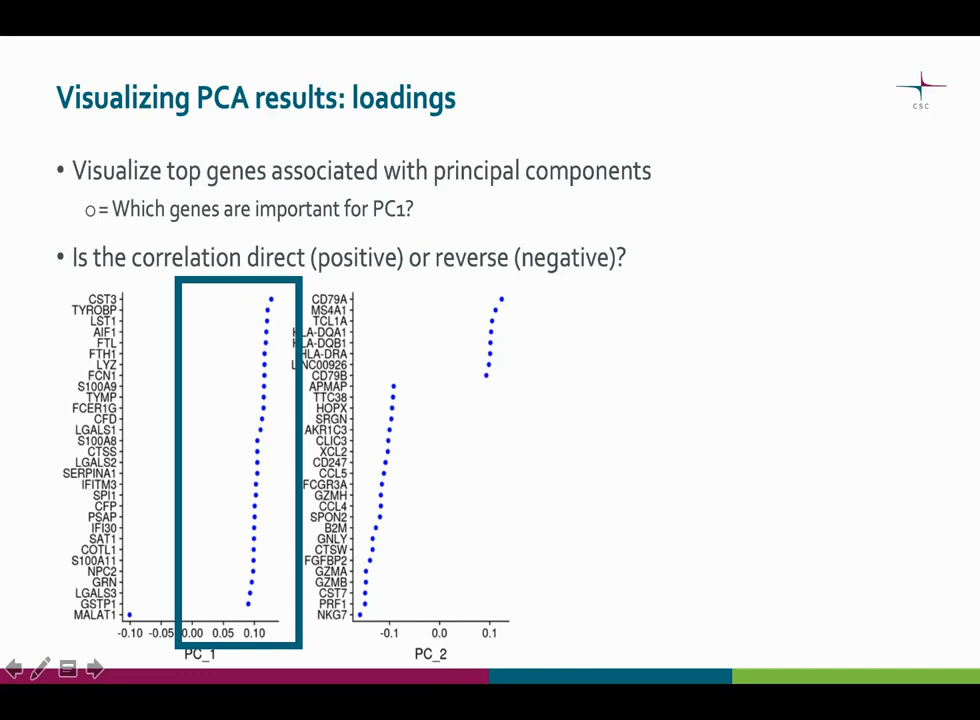 Visualizing PCA results: loadings
CSC
• Visualize top genes associated with principal components
o = Which genes are important for PC1?
• Is the correlation direct (positive) or reverse (negative)?
CST3
TYROBP
LST1
AIF1
FTL
FTH1
LYZ
FCN1
S100A9
TYMP
FCER1G
CFD
LGALS1
S100A8
CTSS
LGALS2
SERPINA1
IFITM3
SPI1
CFP
PSAP
IFI30
SAT1
COTL1
S100A11
NPC2
GRN
LGALS3
GSTP1
MALAT1
-0.10 -0.05 0.00 0.05 0.10
PC_1
CD79A
MS4A1
TCL1A
HLA-DQA1
HLA-DQB1
HLA-DRA
LINC00926
CD79B
APMAP
TTC38
HOPX
SRGN
AKR1C3
CLIC3
XCL2
CD247
CCL5
FCGR3A
GZMH
CCL4
SPON2
B2M
GNLY
CTSW
FGFBP2
GZMA
GZMB
CST7
PRF1
NKG7
-0.1 0.0 0.1
PC_2